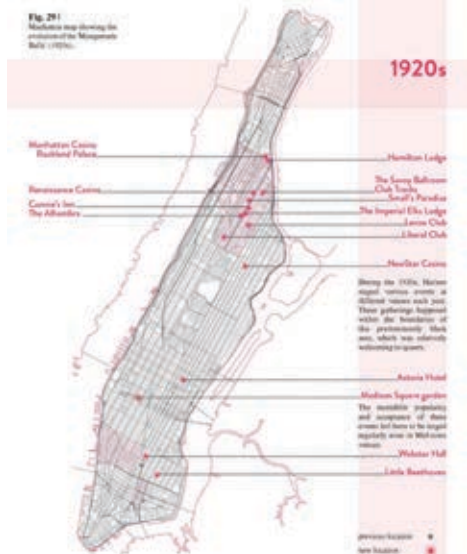 Fig. 29 |
Manhattan map showing the
evolution of the Masquerade
Balls (1920s).
1920s
Manhattan Casino
Rockland Palace
Hamilton Lodge
The Savoy Ballroom
Renaissance Casino
Club
Small's Paradise
Connie's Inn
The Alhambra
The Imperial Elks Lodge
Club
Liberal Club
NewStar Casino
During the 1920s, Harlem
staged various events at
different venues each year.
These gatherings happened
within the boundaries of
this predominantly black
area, which was relatively
welcoming to queers.
Astoria Hotel
Madison Square garden
The incredible popularity
and acceptance of these
events led them to be staged
regularly even in Mid-town
venues.
Webster Hall
Little Beethoven
previous location
new location